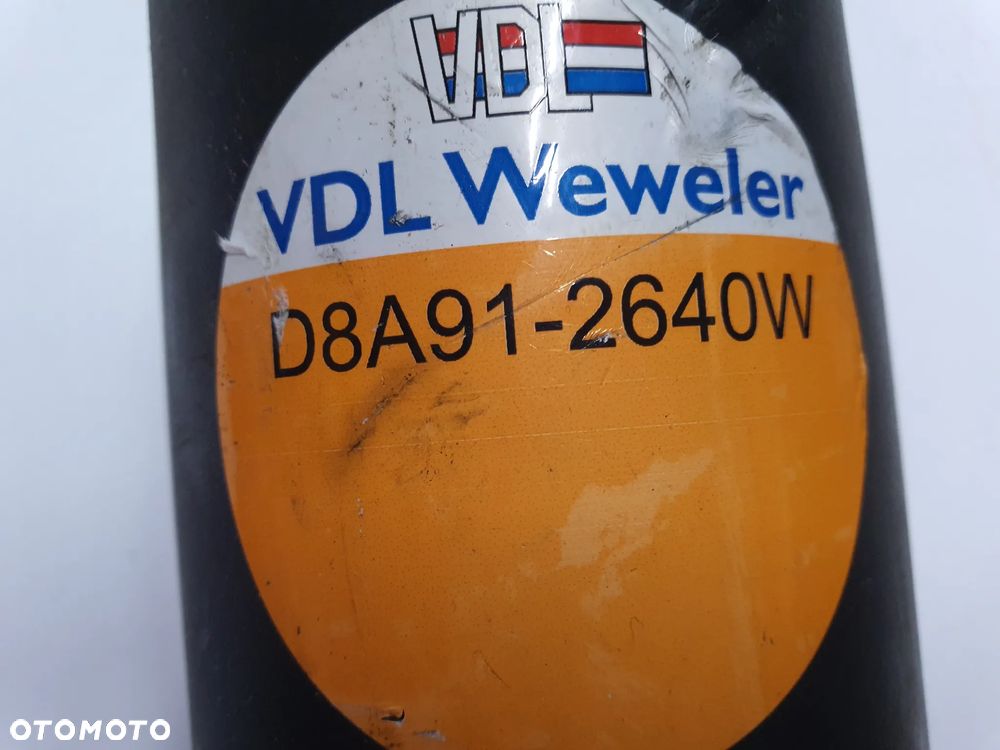 VDL
VDL Weweler
D8A91-2640W
OTOMOTO